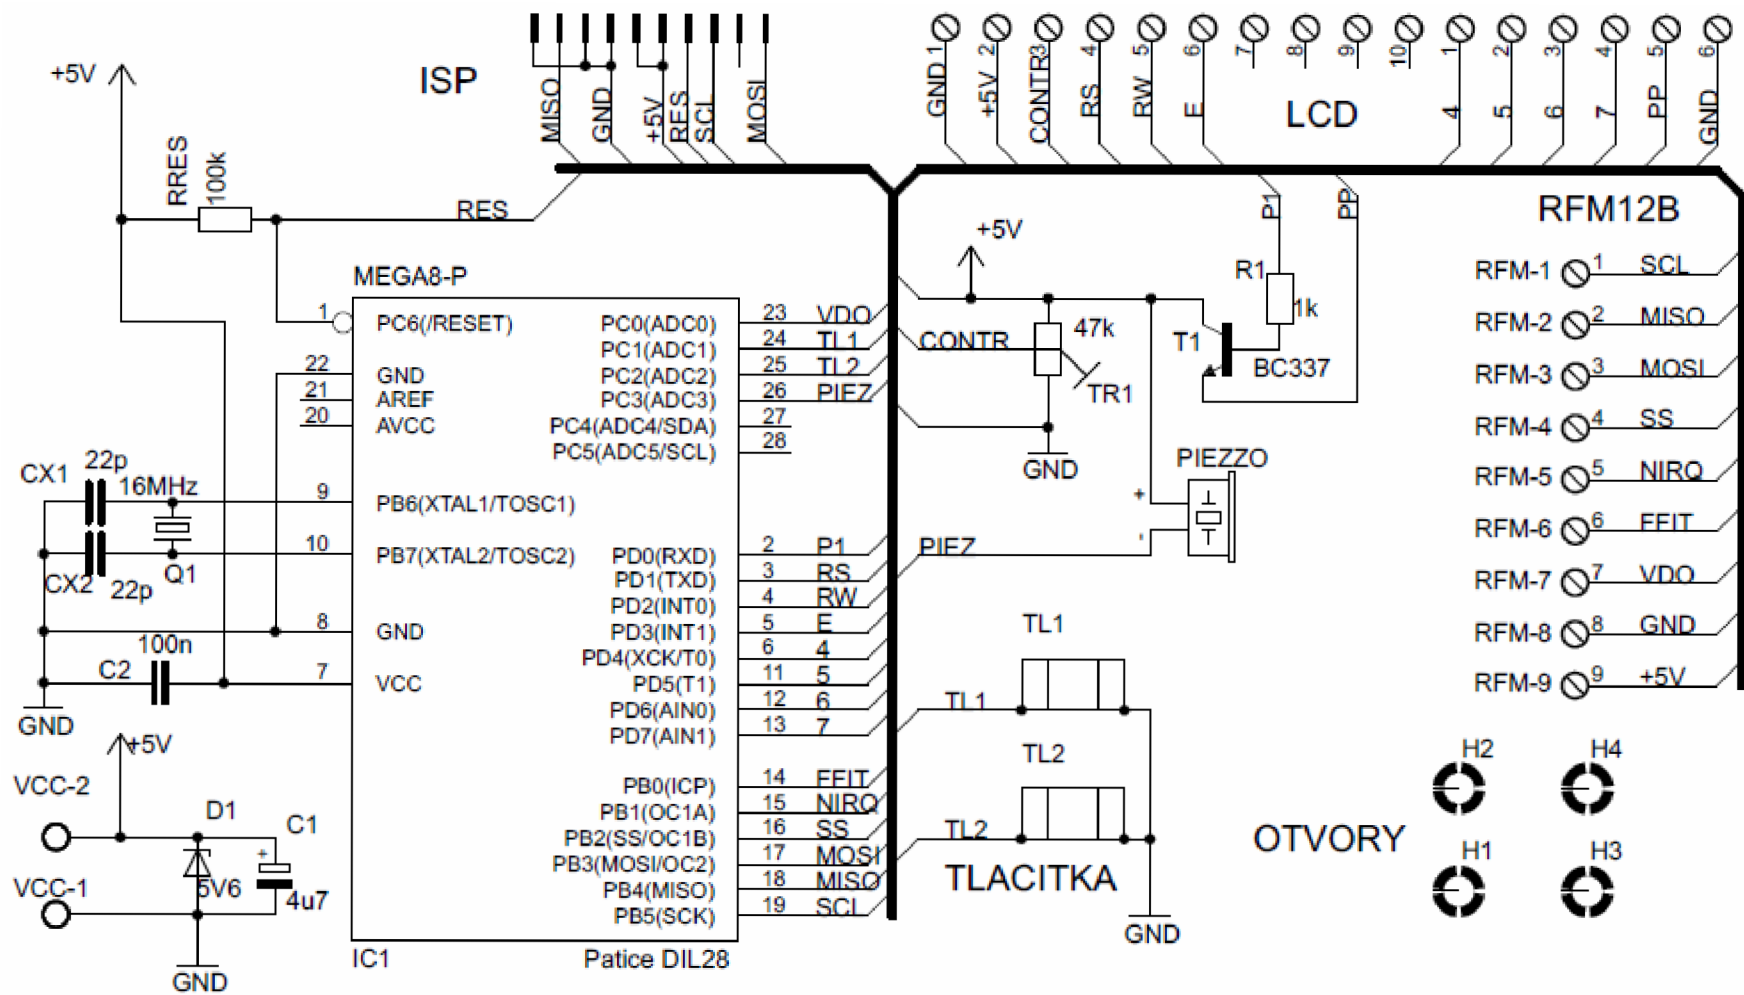 +5V
ISP
MISO
GND
+5V
RES
SCL
MOSI
GND 1
+5V 2
CONTR 3
RS 4
RW 5
E 6
7
8
9
10
4 1
5 2
6 3
7 4
PP 5
GND 6
LCD
RRES
100k
RES
P1
PP
RFM12B
+5V
MEGA8-P
R1
1k
RFM-1 1 SCL
RFM-2 2 MISO
RFM-3 3 MOSI
RFM-4 4 SS
RFM-5 5 NIRQ
RFM-6 6 FFIT
RFM-7 7 VDO
RFM-8 8 GND
RFM-9 9 +5V
1 PC6(/RESET)
22 GND
21 AREF
20 AVCC
9 PB6(XTAL1/TOSC1)
10 PB7(XTAL2/TOSC2)
8 GND
7 VCC
PC0(ADC0) 23 VDO
PC1(ADC1) 24 TL1
PC2(ADC2) 25 TL2
PC3(ADC3) 26 PIEZ
PC4(ADC4/SDA) 27
PC5(ADC5/SCL) 28
PD0(RXD) 2 P1
PD1(TXD) 3 RS
PD2(INT0) 4 RW
PD3(INT1) 5 E
PD4(XCK/T0) 6 4
PD5(T1) 11 5
PD6(AIN0) 12 6
PD7(AIN1) 13 7
PB0(ICP) 14 FFIT
PB1(OC1A) 15 NIRQ
PB2(SS/OC1B) 16 SS
PB3(MOSI/OC2) 17 MOSI
PB4(MISO) 18 MISO
PB5(SCK) 19 SCL
IC1
Patice DIL28
CONTR
47k
TR1
T1
BC337
GND
PIEZZO
+
-
PIEZ
CX1
22p
16MHz
CX2
22p
Q1
100n
C2
GND
+5V
VCC-2
D1
C1
+
VCC-1
5V6
4u7
GND
TL1
TL1
TL2
TL2
TLACITKA
GND
H2
H4
OTVORY
H1
H3